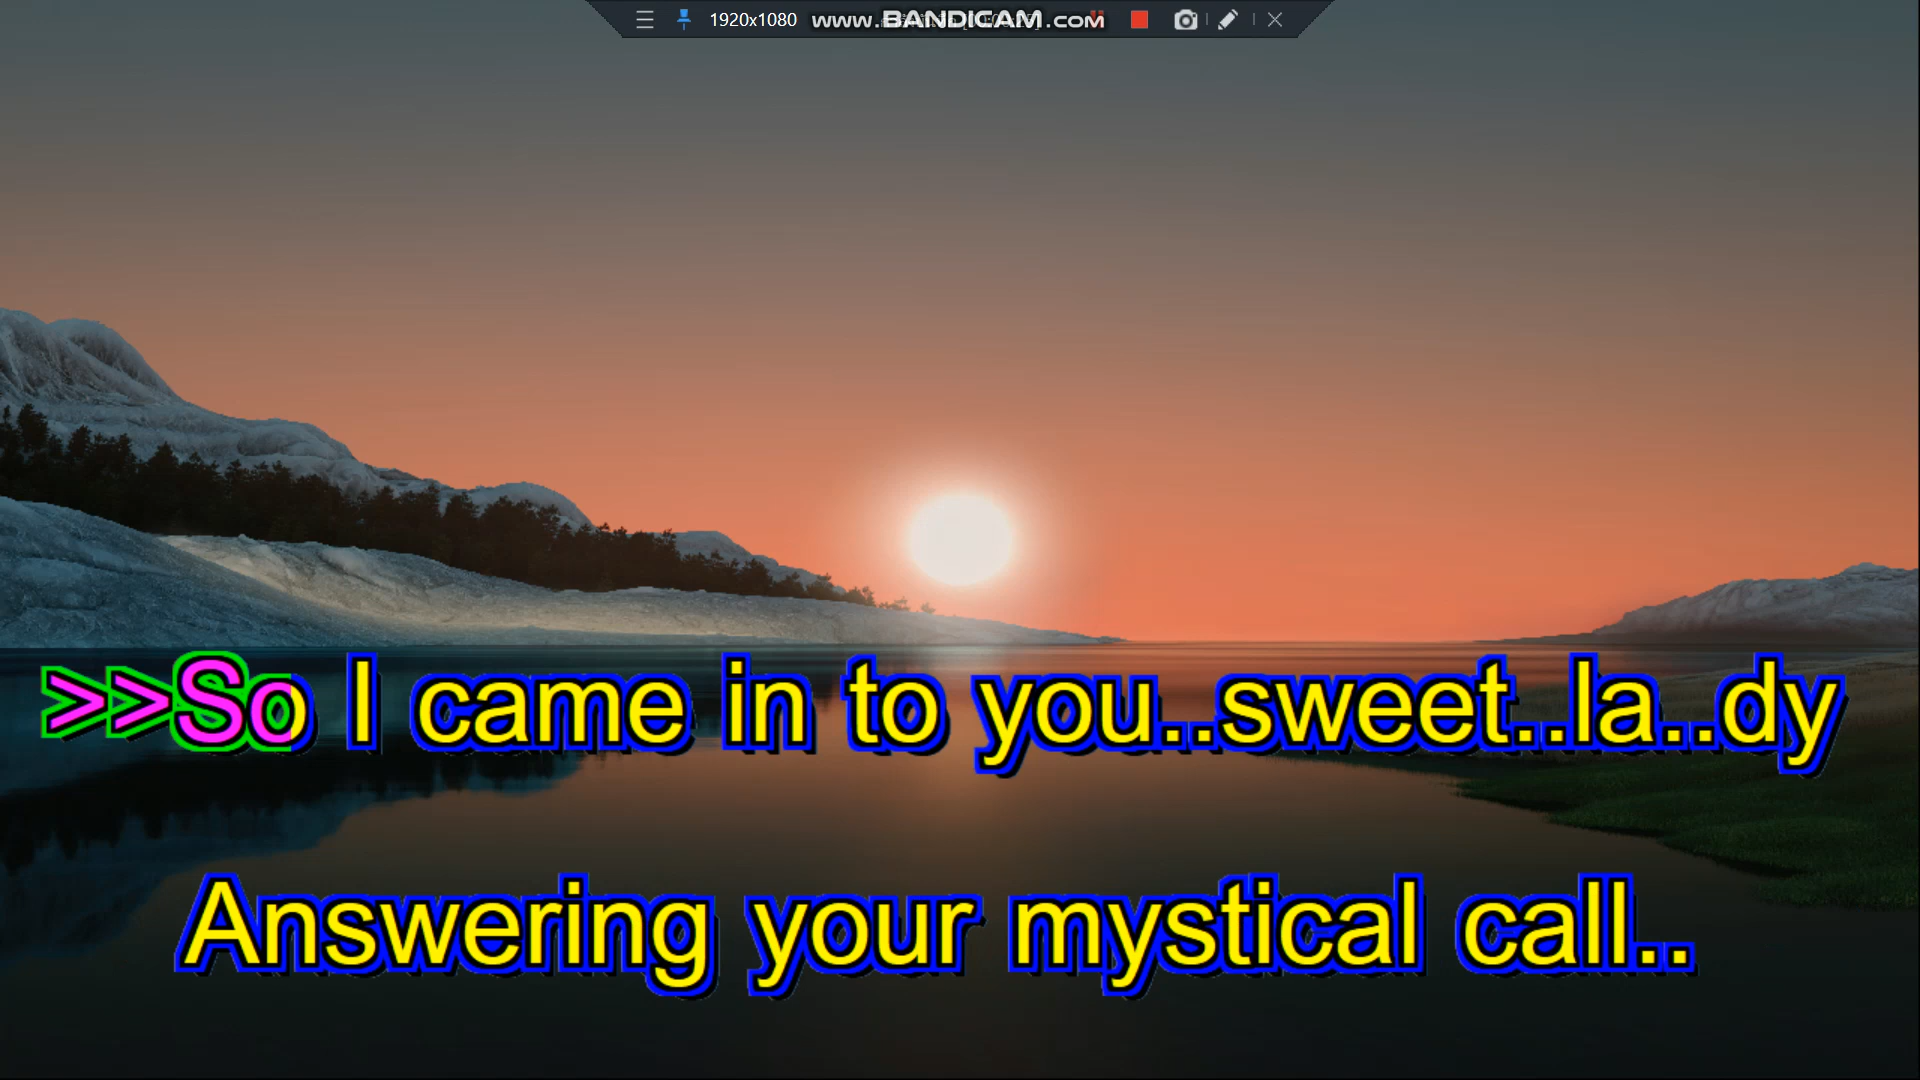 1920x1080 www.BANDICAM.com
>>So I came in to you..sweet..la..dy
Answering your mystical call..